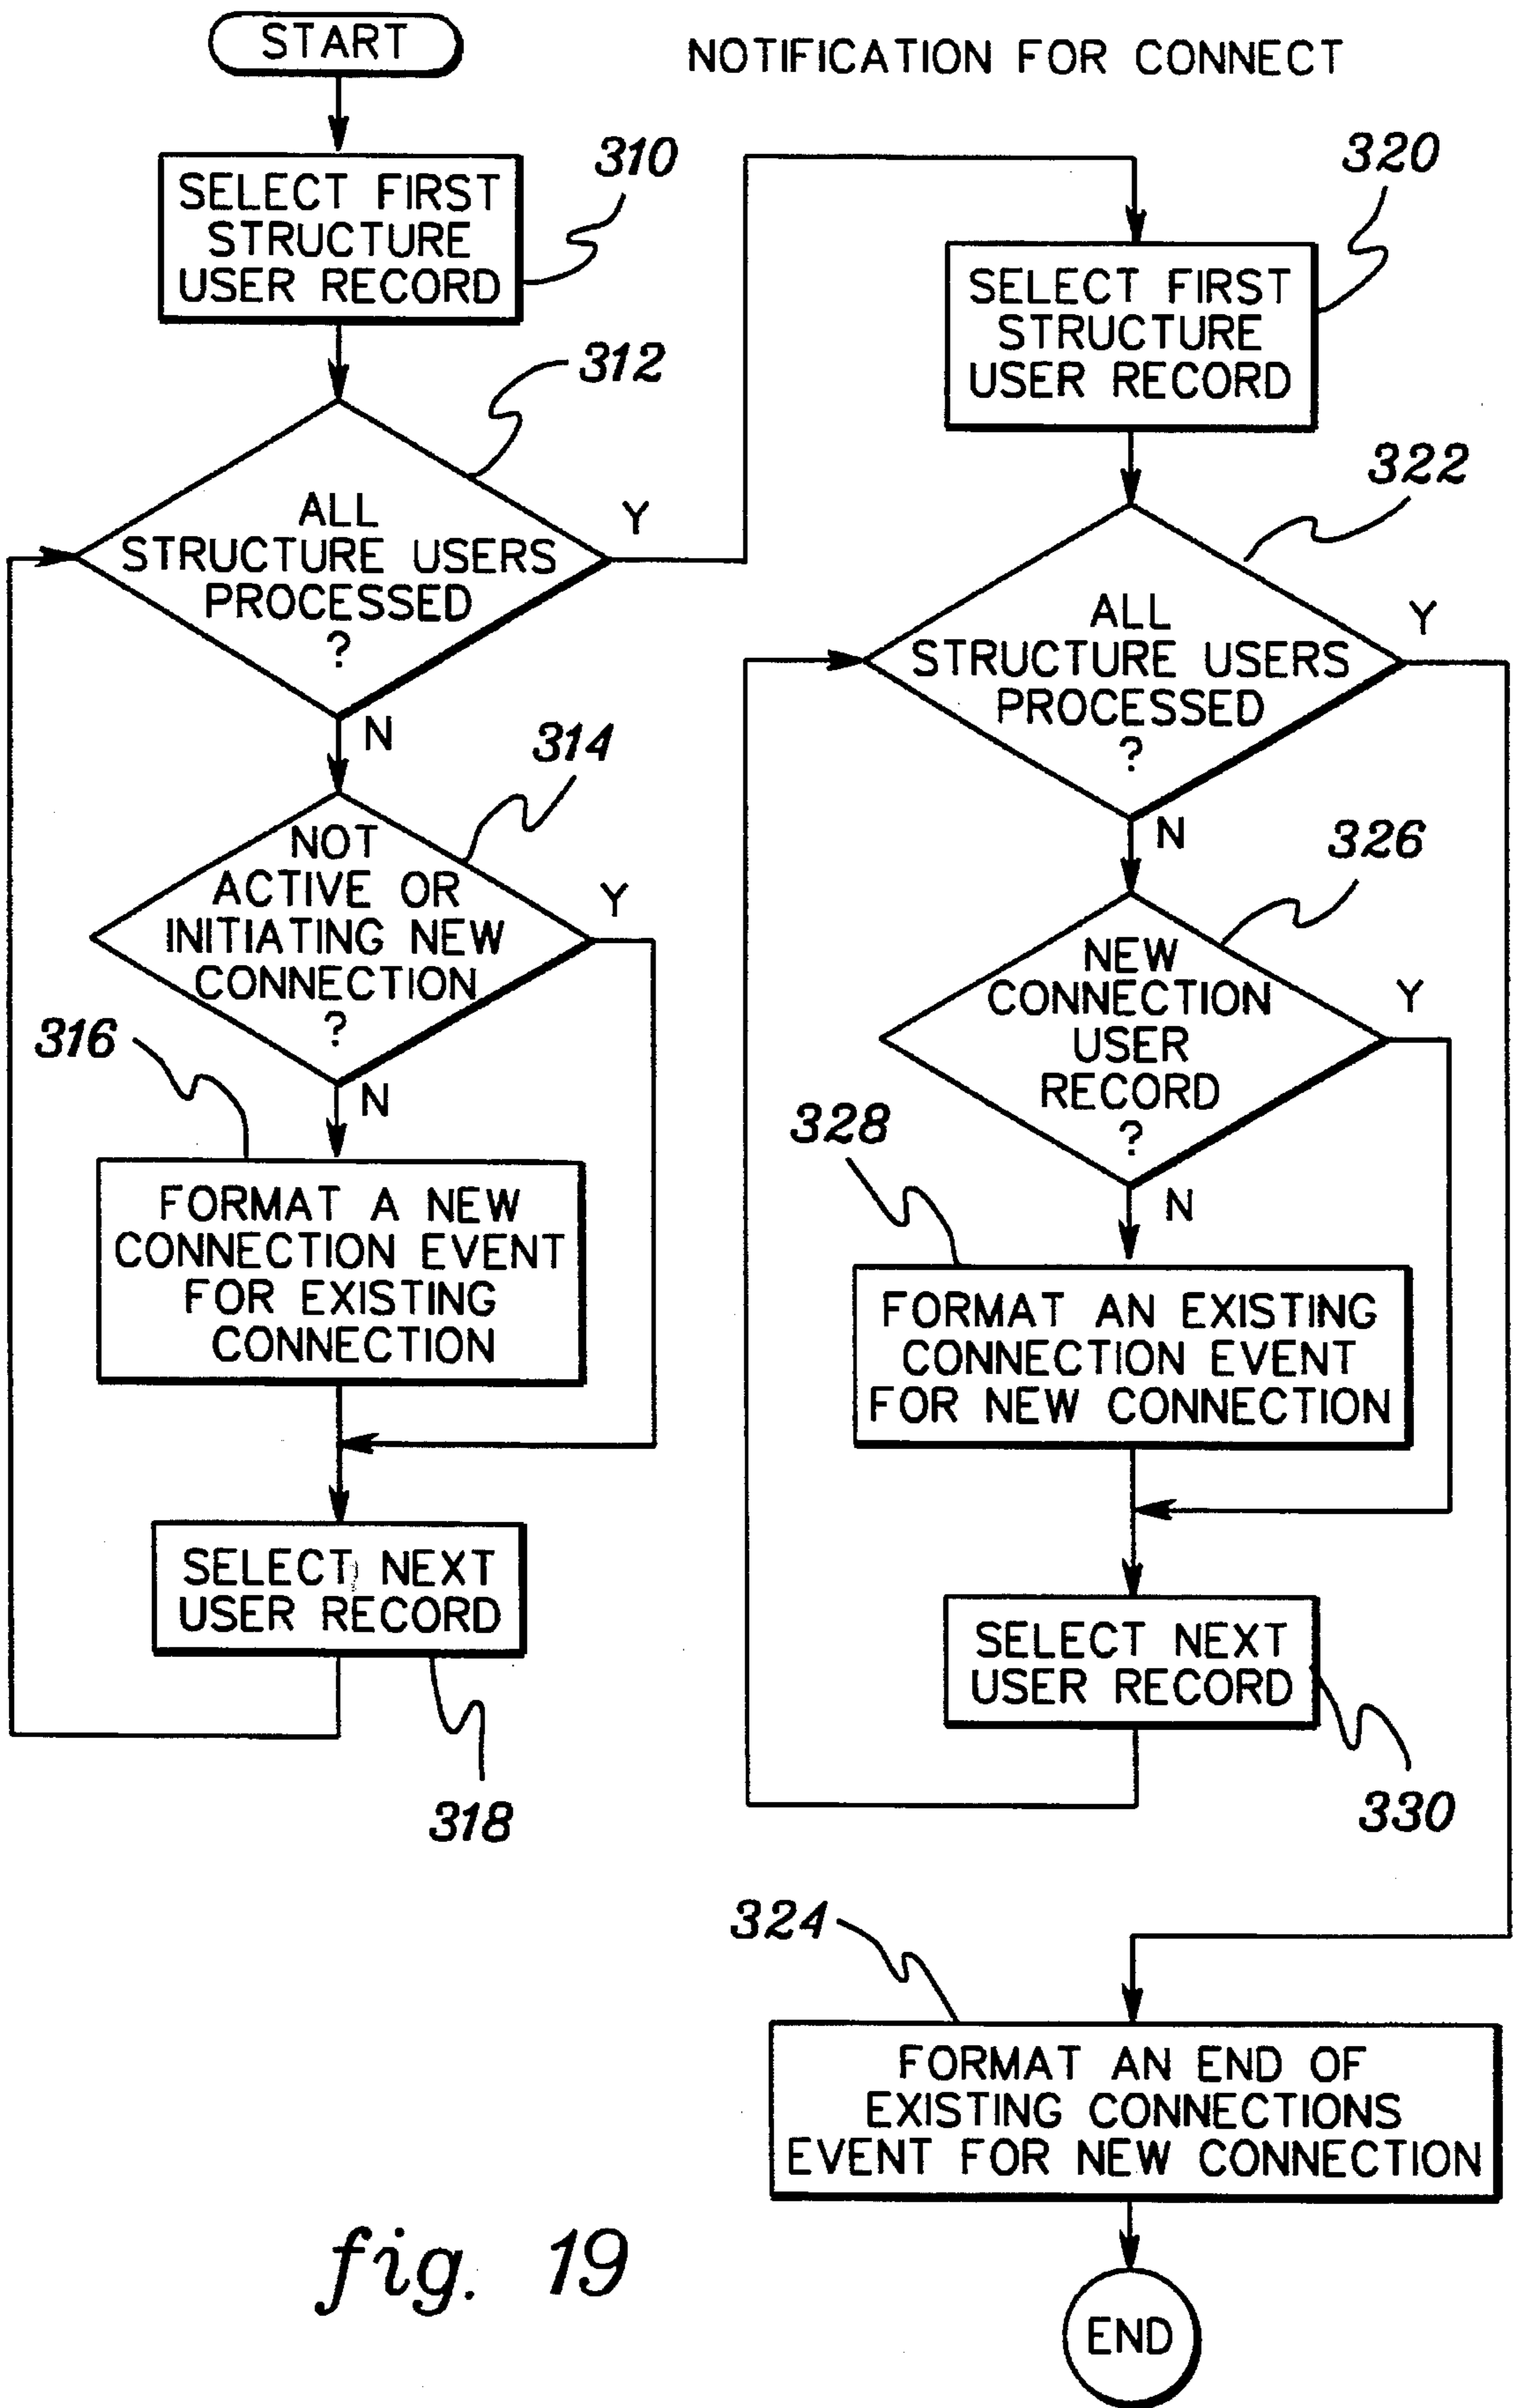 START
NOTIFICATION FOR CONNECT
310
SELECT FIRST
STRUCTURE
USER RECORD
312
ALL
STRUCTURE USERS
PROCESSED
?
Y
N
314
NOT
ACTIVE OR
INITIATING NEW
CONNECTION
?
Y
N
316
FORMAT A NEW
CONNECTION EVENT
FOR EXISTING
CONNECTION
SELECT NEXT
USER RECORD
318
320
SELECT FIRST
STRUCTURE
USER RECORD
322
ALL
STRUCTURE USERS
PROCESSED
?
Y
N
326
NEW
CONNECTION
USER
RECORD
?
Y
N
328
FORMAT AN EXISTING
CONNECTION EVENT
FOR NEW CONNECTION
SELECT NEXT
USER RECORD
330
324
FORMAT AN END OF
EXISTING CONNECTIONS
EVENT FOR NEW CONNECTION
END
fig. 19